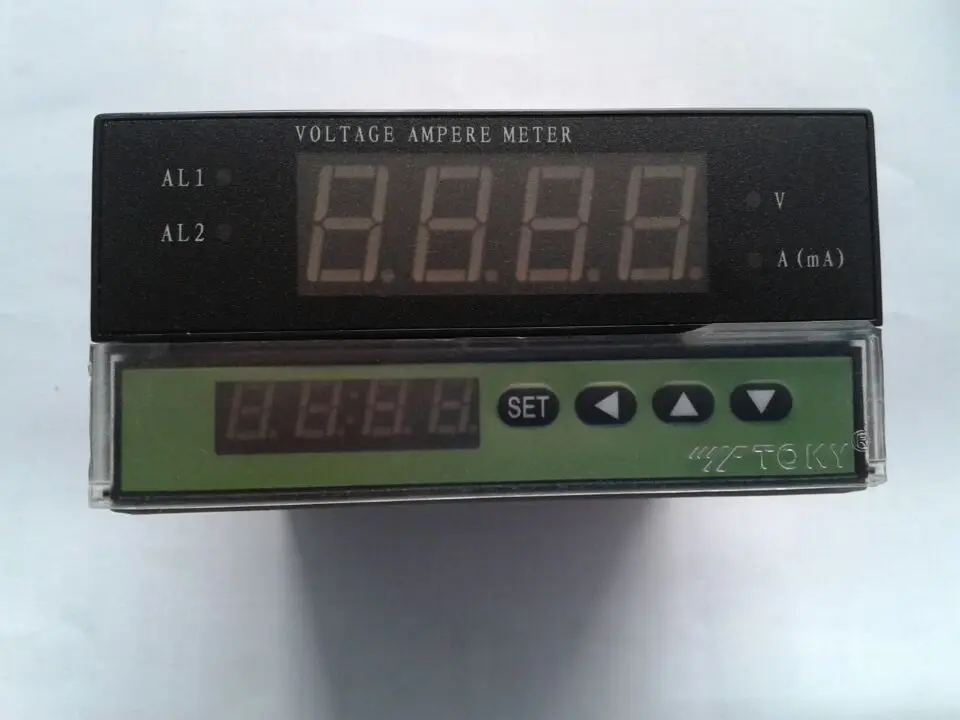 VOLTAGE AMPERE METER
AL1
V
AL2
A (mA)
SET
TOKY®